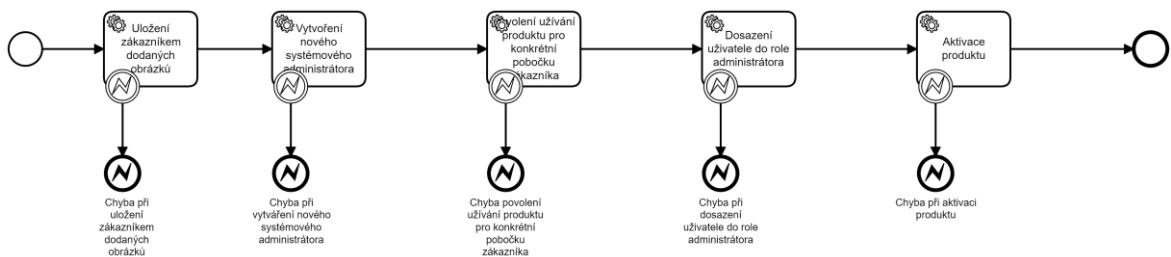 Uložení
zákazníkem
dodaných
obrázků
Vytvoření
nového
systémového
administrátora
užívání
produktu pro
konkrétní
pobočku
Dosazení
uživatele do role
administrátora
Aktivace
produktu
Chyba při
uložení
zákazníkem
dodaných
obrázků
Chyba při
vytváření nového
systémového
administrátora
Chyba povolení
užívání produktu
pro konkrétní
pobočku
zákazníka
Chyba při
dosazení
uživatele do role
administrátora
Chyba při aktivaci
produktu